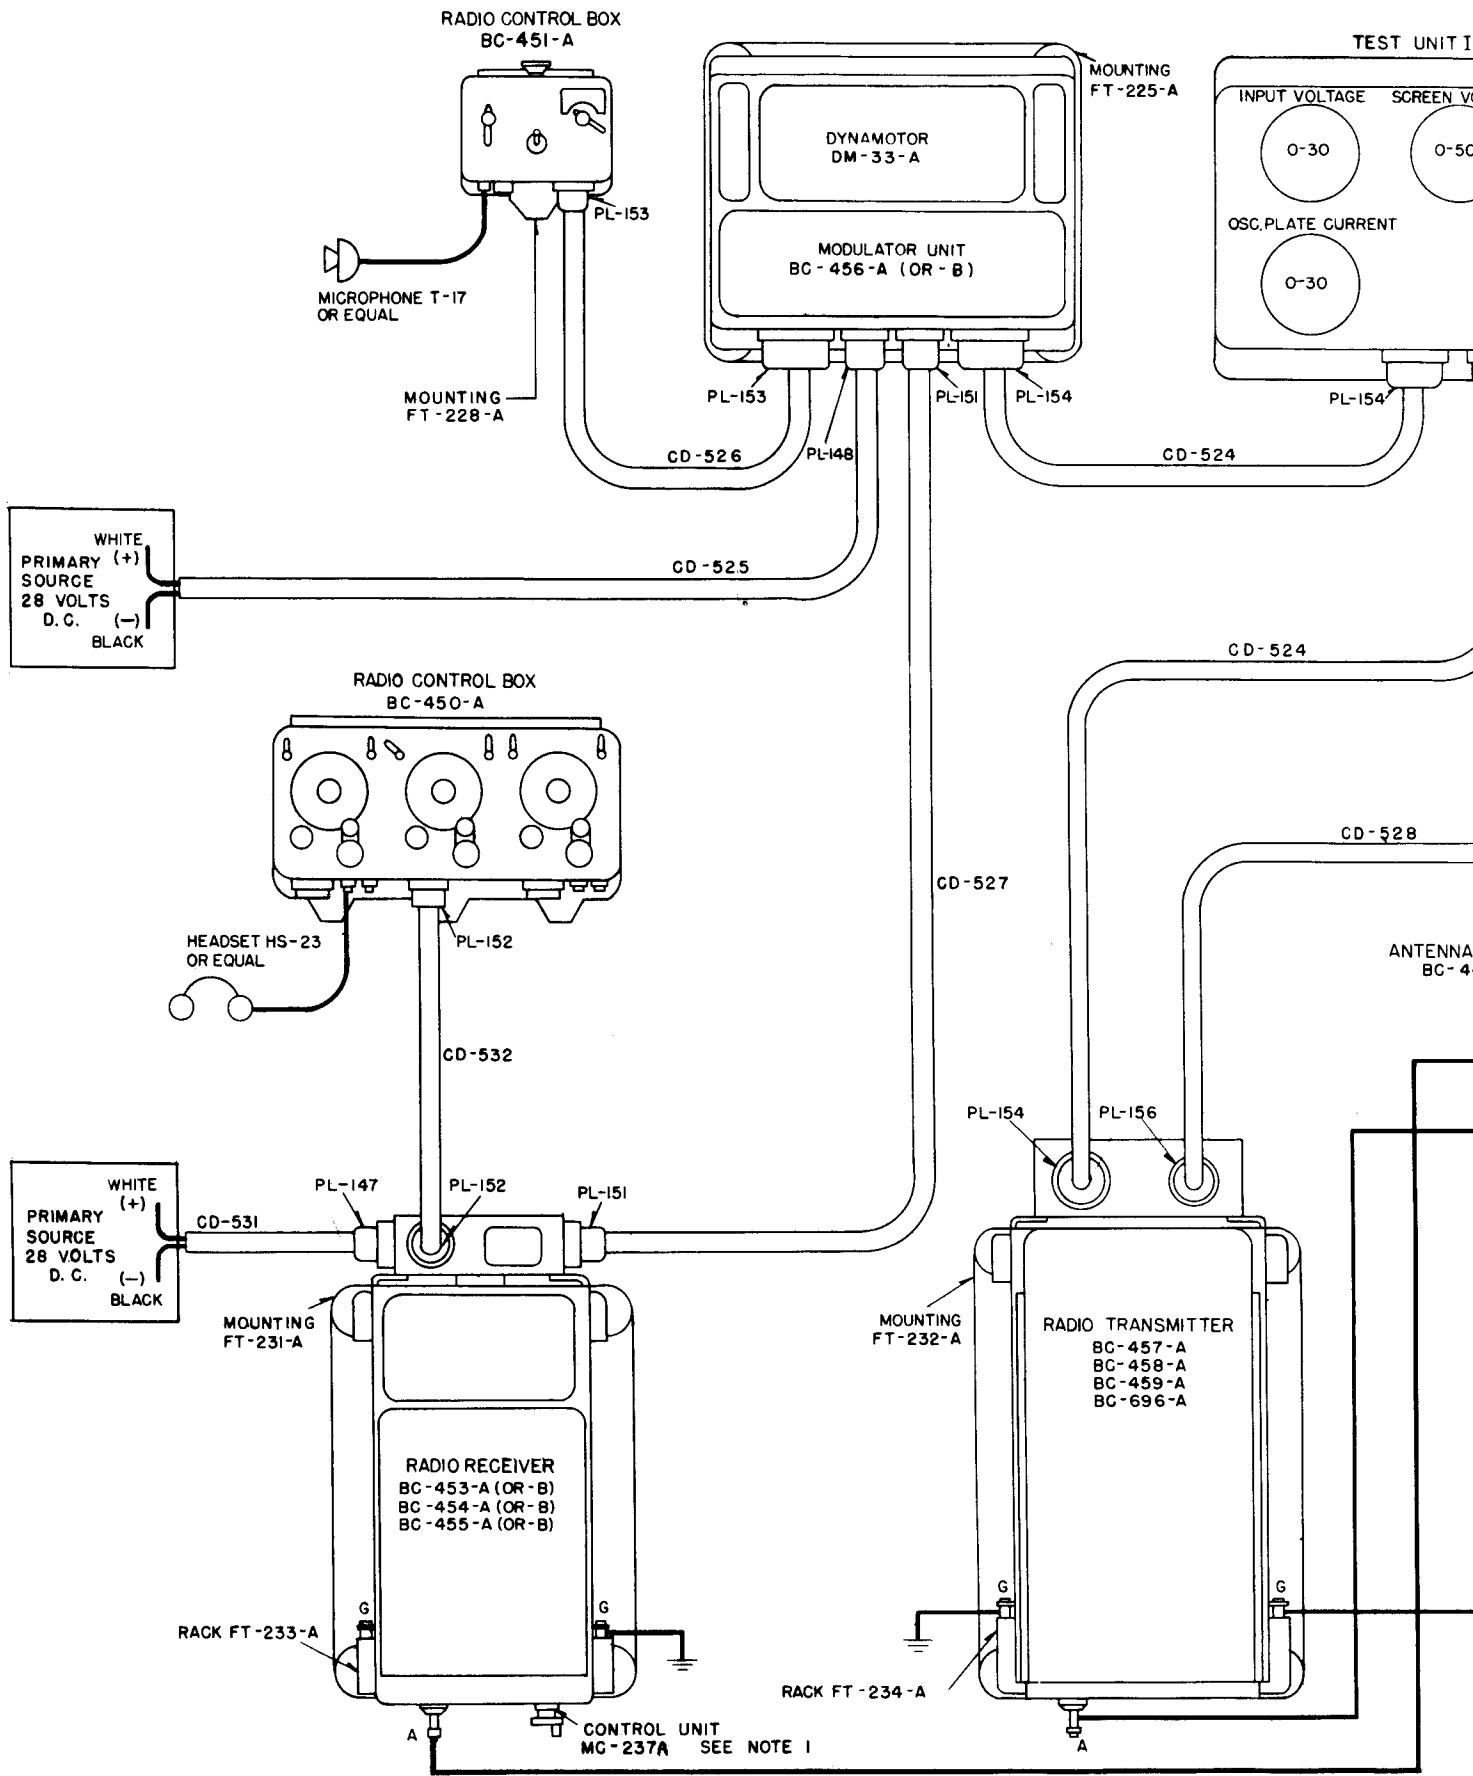 RADIO CONTROL BOX
BC-451-A
PL-153
MICROPHONE T-17
OR EQUAL
MOUNTING
FT-228-A
MOUNTING
FT-225-A
DYNAMOTOR
DM-33-A
MODULATOR UNIT
BC-456-A (OR-B)
PL-153
PL-148
PL-151
PL-154
CD-526
CD-524
TEST UNIT I
INPUT VOLTAGE
SCREEN VO
0-30
0-50
OSC. PLATE CURRENT
0-30
PL-154
WHITE
(+)
PRIMARY
SOURCE
28 VOLTS
D.C.
(-)
BLACK
CD-525
CD-524
RADIO CONTROL BOX
BC-450-A
CD-528
CD-527
HEADSET HS-23
OR EQUAL
PL-152
ANTENNA
BC-4
CD-532
PL-154
PL-156
WHITE
(+)
PRIMARY
SOURCE
28 VOLTS
D.C.
(-)
BLACK
CD-531
PL-147
PL-152
PL-151
MOUNTING
FT-231-A
MOUNTING
FT-232-A
RADIO TRANSMITTER
BC-457-A
BC-458-A
BC-459-A
BC-696-A
RADIO RECEIVER
BC-453-A (OR-B)
BC-454-A (OR-B)
BC-455-A (OR-B)
G
G
G
G
RACK FT-233-A
RACK FT-234-A
A
CONTROL UNIT
MC-237A SEE NOTE 1
A